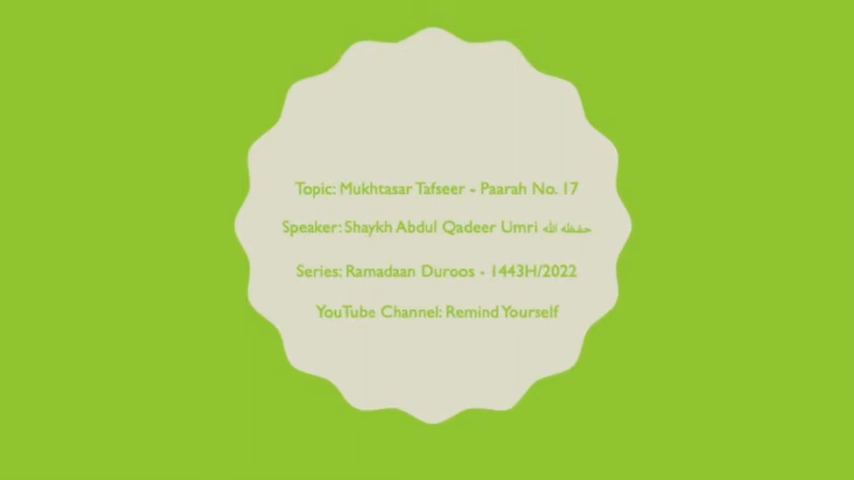 Topic: Mukhtasar Tafseer - Paarah No. 17
Speaker: Shaykh Abdul Qadeer Umri حفظه الله
Series: Ramadaan Duroos - 1443H/2022
YouTube Channel: Remind Yourself